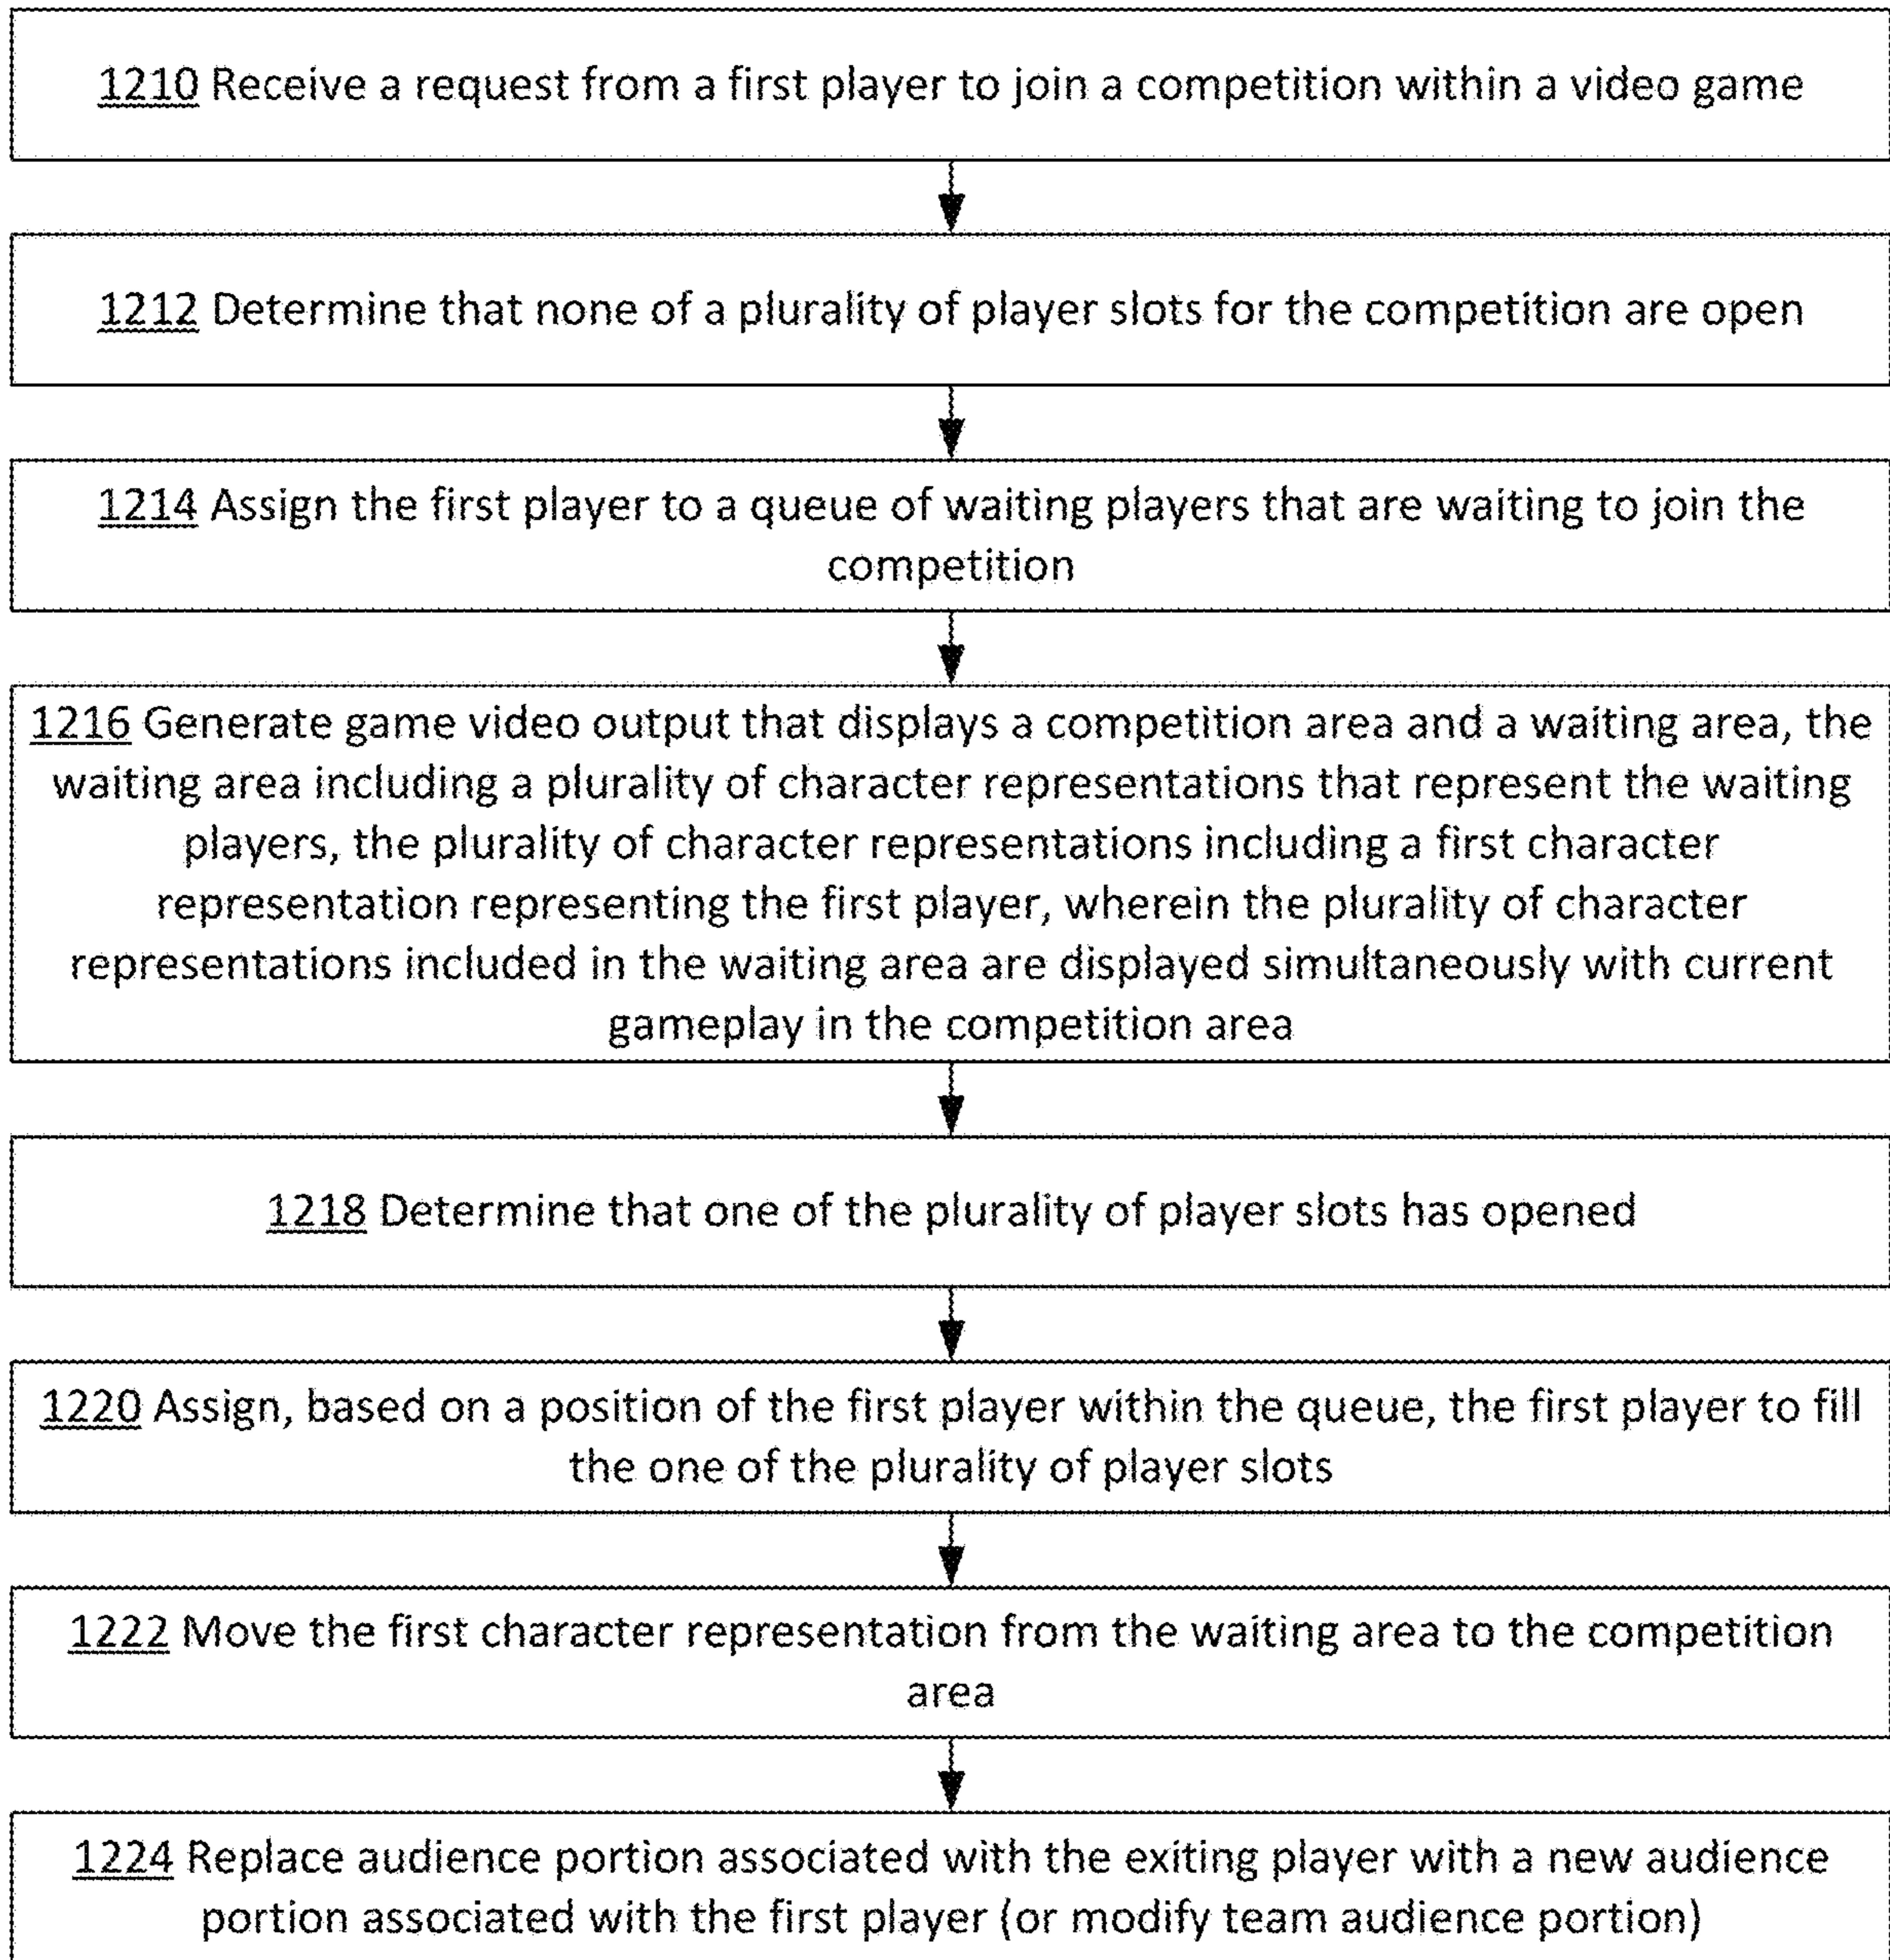 1210 Receive a request from a first player to join a competition within a video game
1212 Determine that none of a plurality of player slots for the competition are open
1214 Assign the first player to a queue of waiting players that are waiting to join the
competition
1216 Generate game video output that displays a competition area and a waiting area, the
waiting area including a plurality of character representations that represent the waiting
players, the plurality of character representations including a first character
representation representing the first player, wherein the plurality of character
representations included in the waiting area are displayed simultaneously with current
gameplay in the competition area
1218 Determine that one of the plurality of player slots has opened
1220 Assign, based on a position of the first player within the queue, the first player to fill
the one of the plurality of player slots
1222 Move the first character representation from the waiting area to the competition
area
1224 Replace audience portion associated with the exiting player with a new audience
portion associated with the first player (or modify team audience portion)